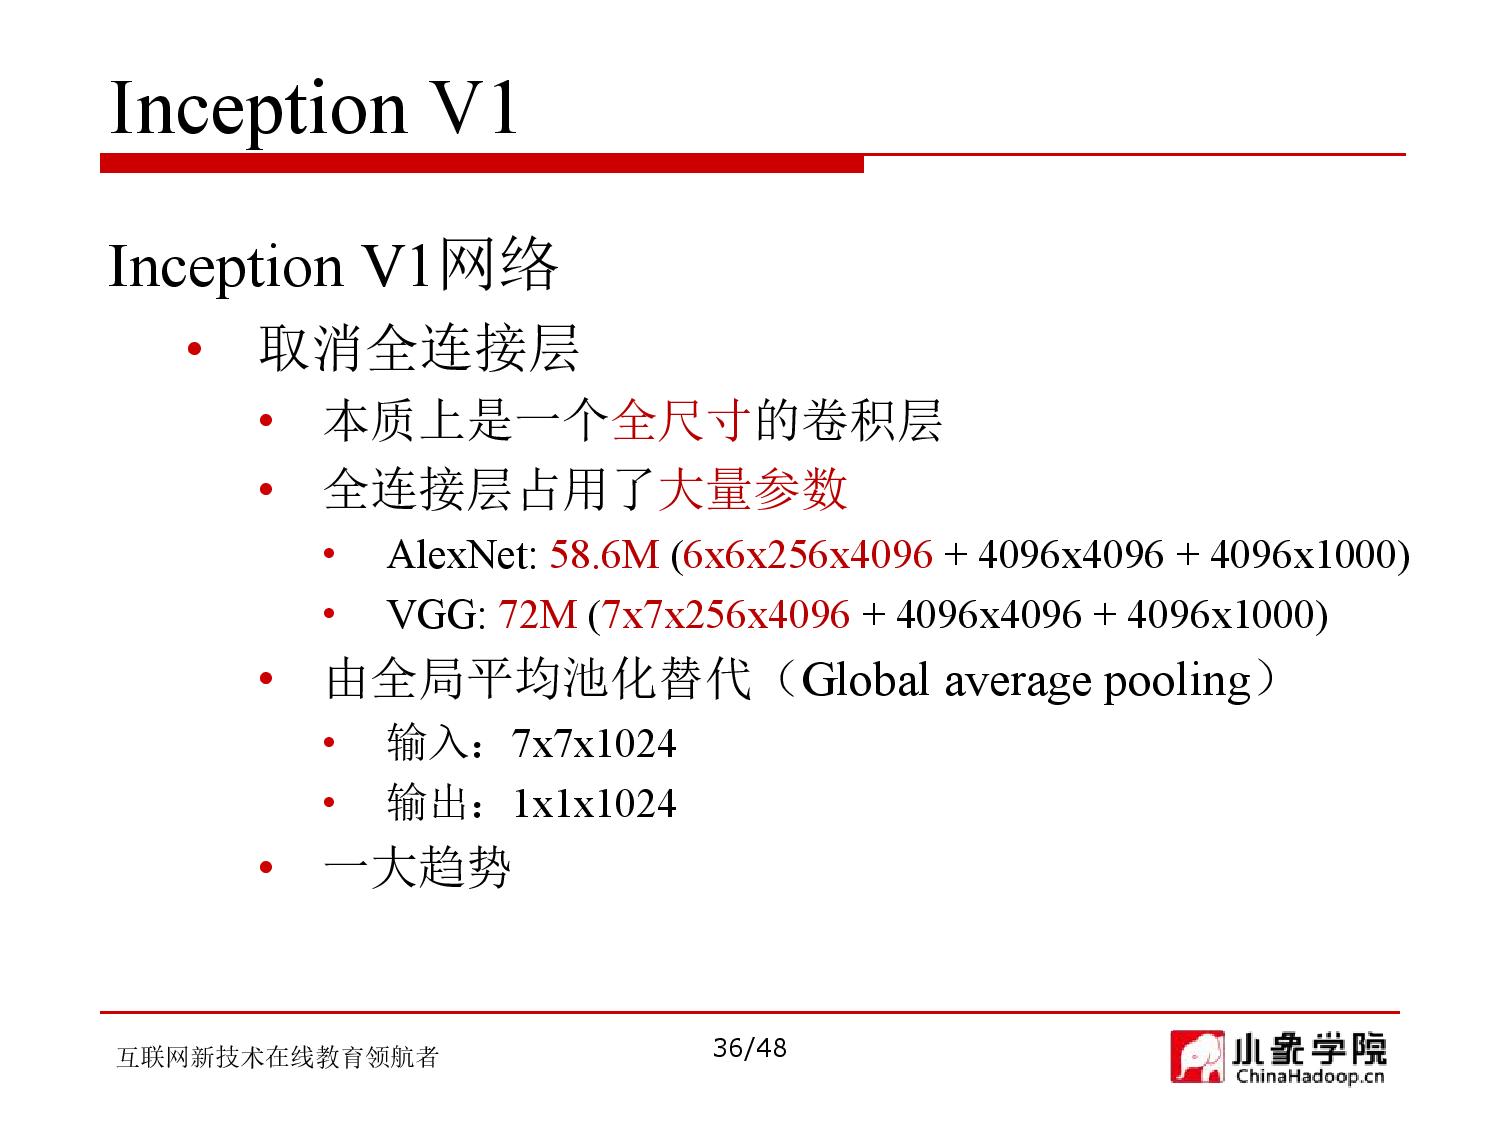 Inception V1
Inception V1网络
• 取消全连接层
• 本质上是一个全尺寸的卷积层
• 全连接层占用了大量参数
• AlexNet: 58.6M (6x6x256x4096 + 4096x4096 + 4096x1000)
• VGG: 72M (7x7x256x4096 + 4096x4096 + 4096x1000)
• 由全局平均池化替代（Global average pooling）
• 输入：7x7x1024
• 输出：1x1x1024
• 一大趋势
互联网新技术在线教育领航者
36/48
小象学院
ChinaHadoop.cn